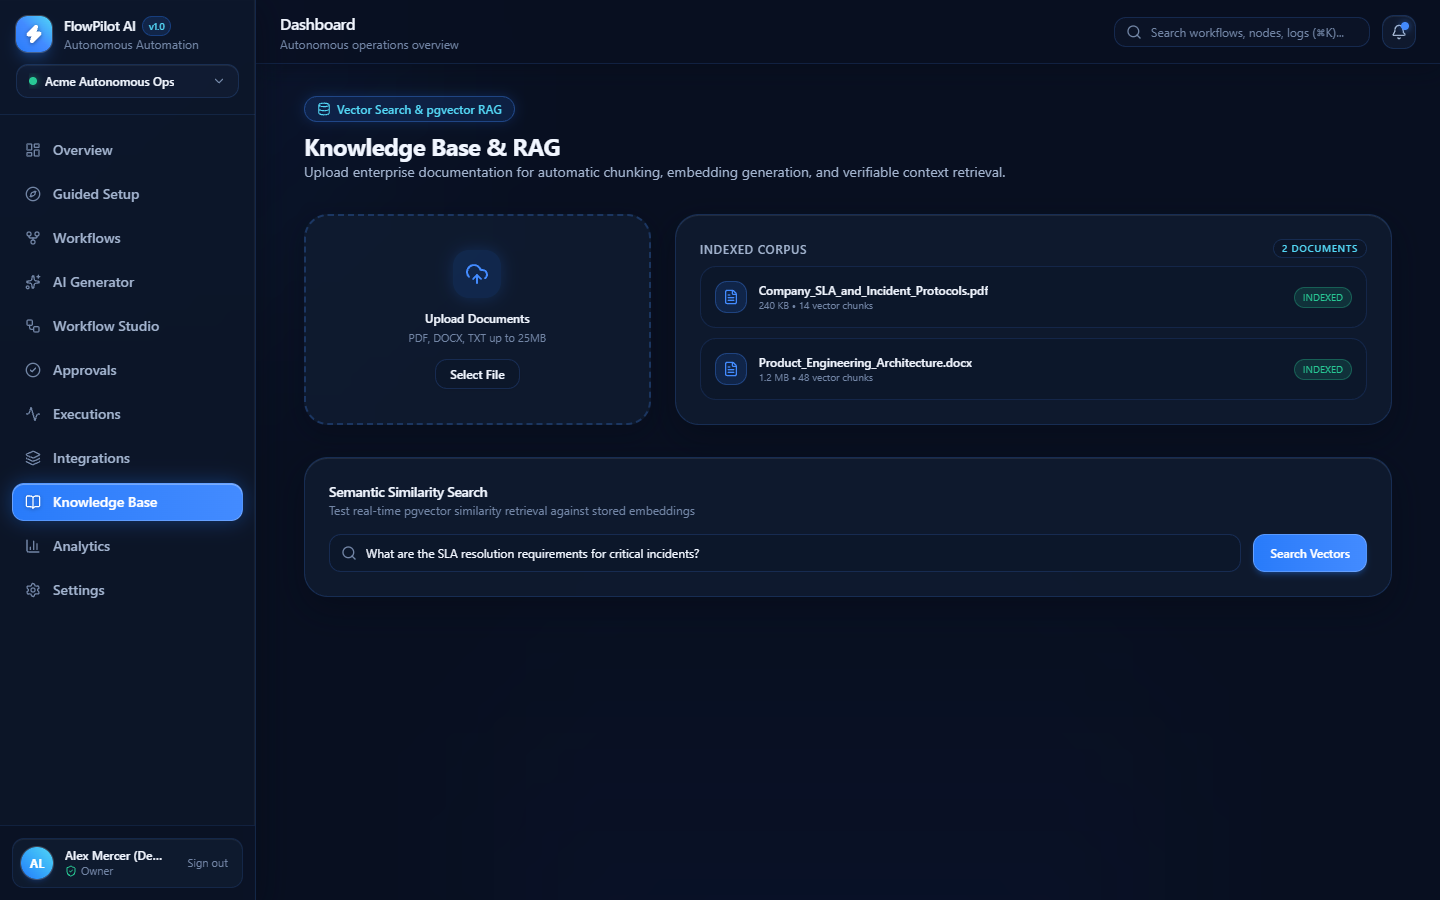 FlowPilot AI v1.0
Autonomous Automation
Acme Autonomous Ops
Overview
Guided Setup
Workflows
AI Generator
Workflow Studio
Approvals
Executions
Integrations
Knowledge Base
Analytics
Settings
AL
Alex Mercer (De...
Owner
Sign out
Dashboard
Autonomous operations overview
Search workflows, nodes, logs (⌘K)...
Vector Search & pgvector RAG
Knowledge Base & RAG
Upload enterprise documentation for automatic chunking, embedding generation, and verifiable context retrieval.
Upload Documents
PDF, DOCX, TXT up to 25MB
Select File
INDEXED CORPUS
2 DOCUMENTS
Company_SLA_and_Incident_Protocols.pdf
240 KB • 14 vector chunks
INDEXED
Product_Engineering_Architecture.docx
1.2 MB • 48 vector chunks
INDEXED
Semantic Similarity Search
Test real-time pgvector similarity retrieval against stored embeddings
What are the SLA resolution requirements for critical incidents?
Search Vectors